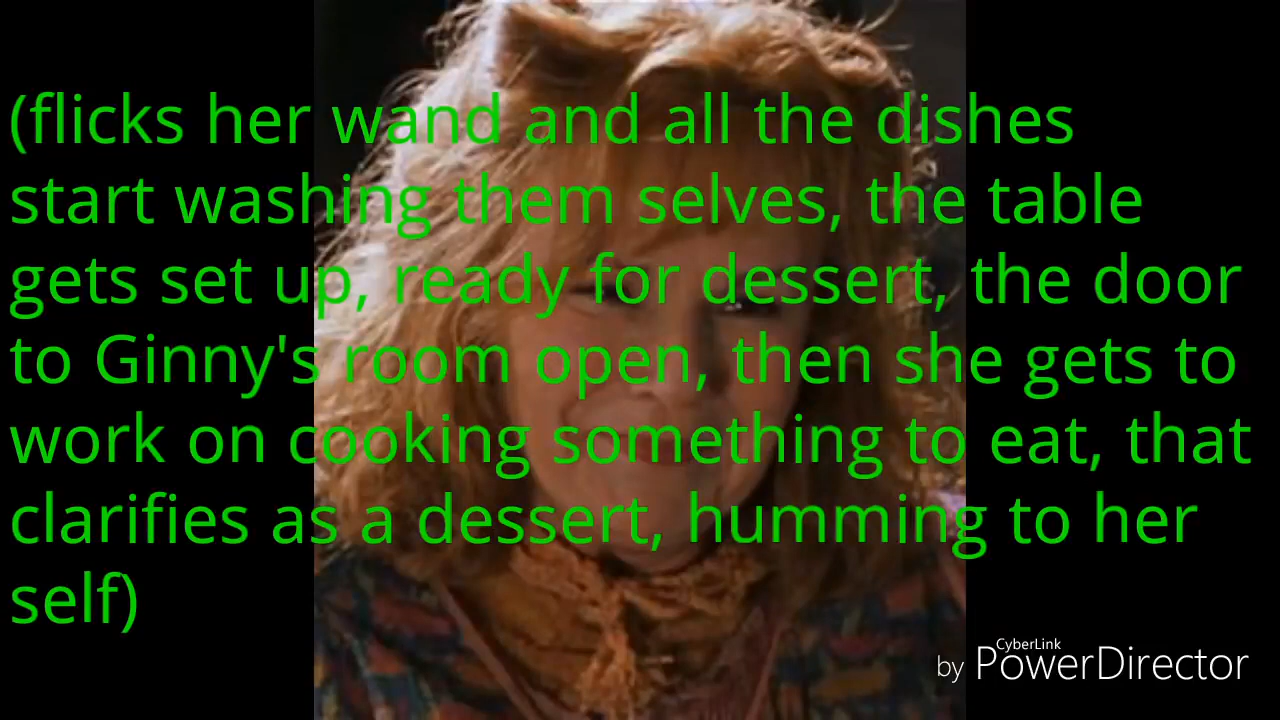 (flicks her wand and all the dishes
start washing them selves, the table
gets set up, ready for dessert, the door
to Ginny's room open, then she gets to
work on cooking something to eat, that
clarifies as a dessert, humming to her
self)
CyberLink
by PowerDirector